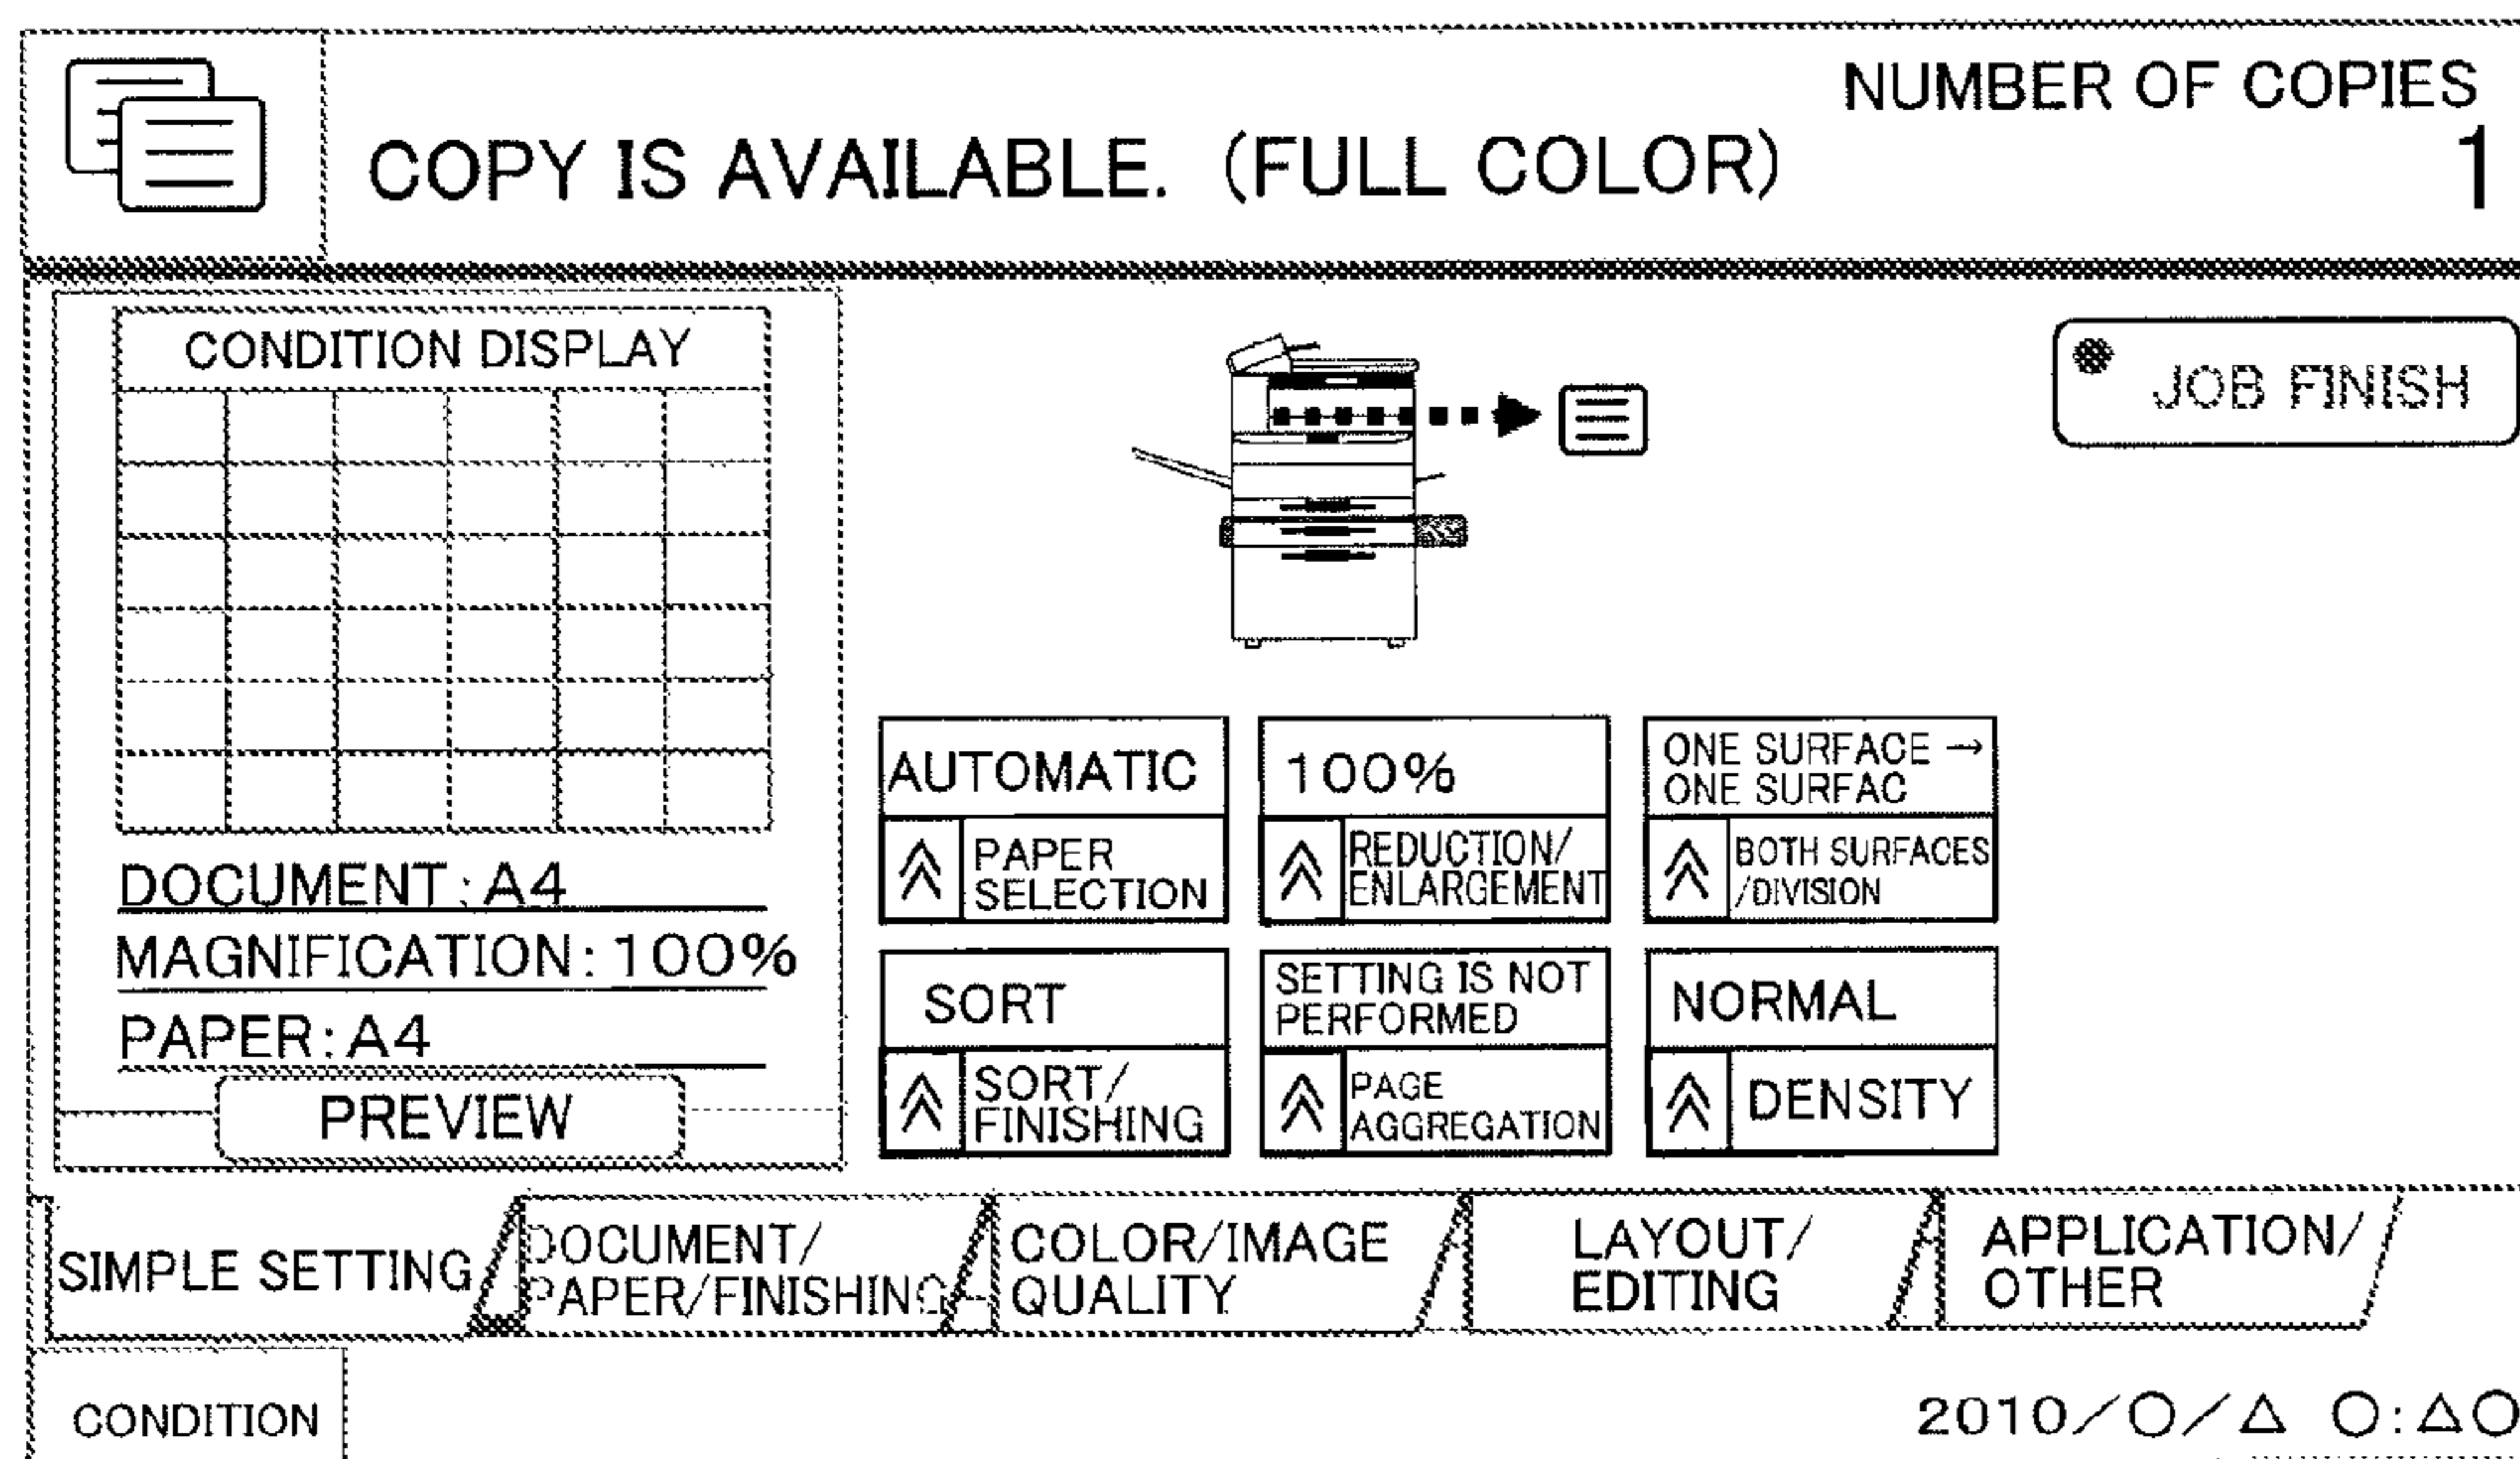 NUMBER OF COPIES
COPY IS AVAILABLE. (FULL COLOR)
1
CONDITION DISPLAY
JOB FINISH
DOCUMENT:A4
MAGNIFICATION:100%
PAPER:A4
PREVIEW
AUTOMATIC
PAPER
SELECTION
100%
REDUCTION/
ENLARGEMENT
ONE SURFACE →
ONE SURFAC
BOTH SURFACES
/DIVISION
SORT
SORT/
FINISHING
SETTING IS NOT
PERFORMED
PAGE
AGGREGATION
NORMAL
DENSITY
SIMPLE SETTING
DOCUMENT/
PAPER/FINISHING
COLOR/IMAGE
QUALITY
LAYOUT/
EDITING
APPLICATION/
OTHER
CONDITION
2010/○/△ ○:△○